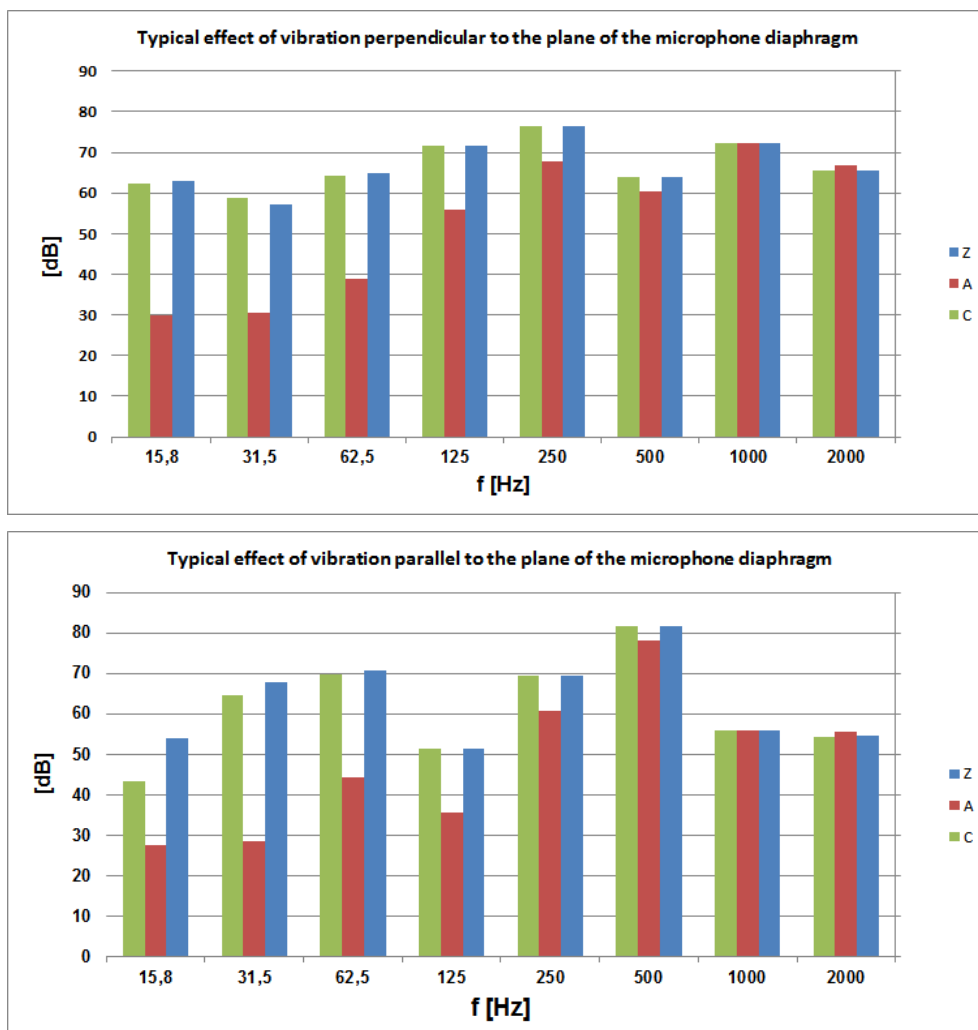 Typical effect of vibration perpendicular to the plane of the microphone diaphragm
90
80
70
60
50
40
30
20
10
0
[dB]
15,8 31,5 62,5 125 250 500 1000 2000
f [Hz]
Z
A
C
Typical effect of vibration parallel to the plane of the microphone diaphragm
90
80
70
60
50
40
30
20
10
0
[dB]
15,8 31,5 62,5 125 250 500 1000 2000
f [Hz]
Z
A
C